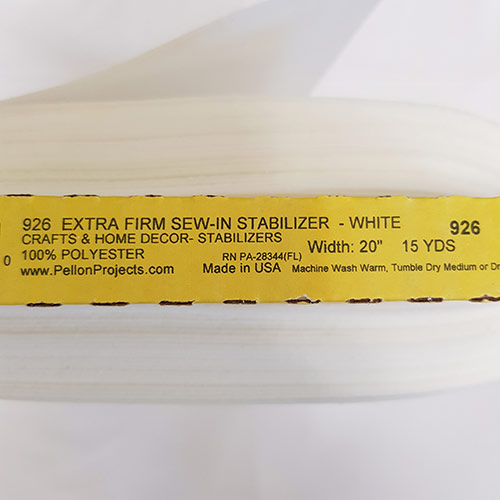 926 EXTRA FIRM SEW-IN STABILIZER - WHITE 926
CRAFTS & HOME DECOR- STABILIZERS Width: 20" 15 YDS
0 100% POLYESTER RN PA-28344(FL)
www.PellonProjects.com Made in USA Machine Wash Warm, Tumble Dry Medium or